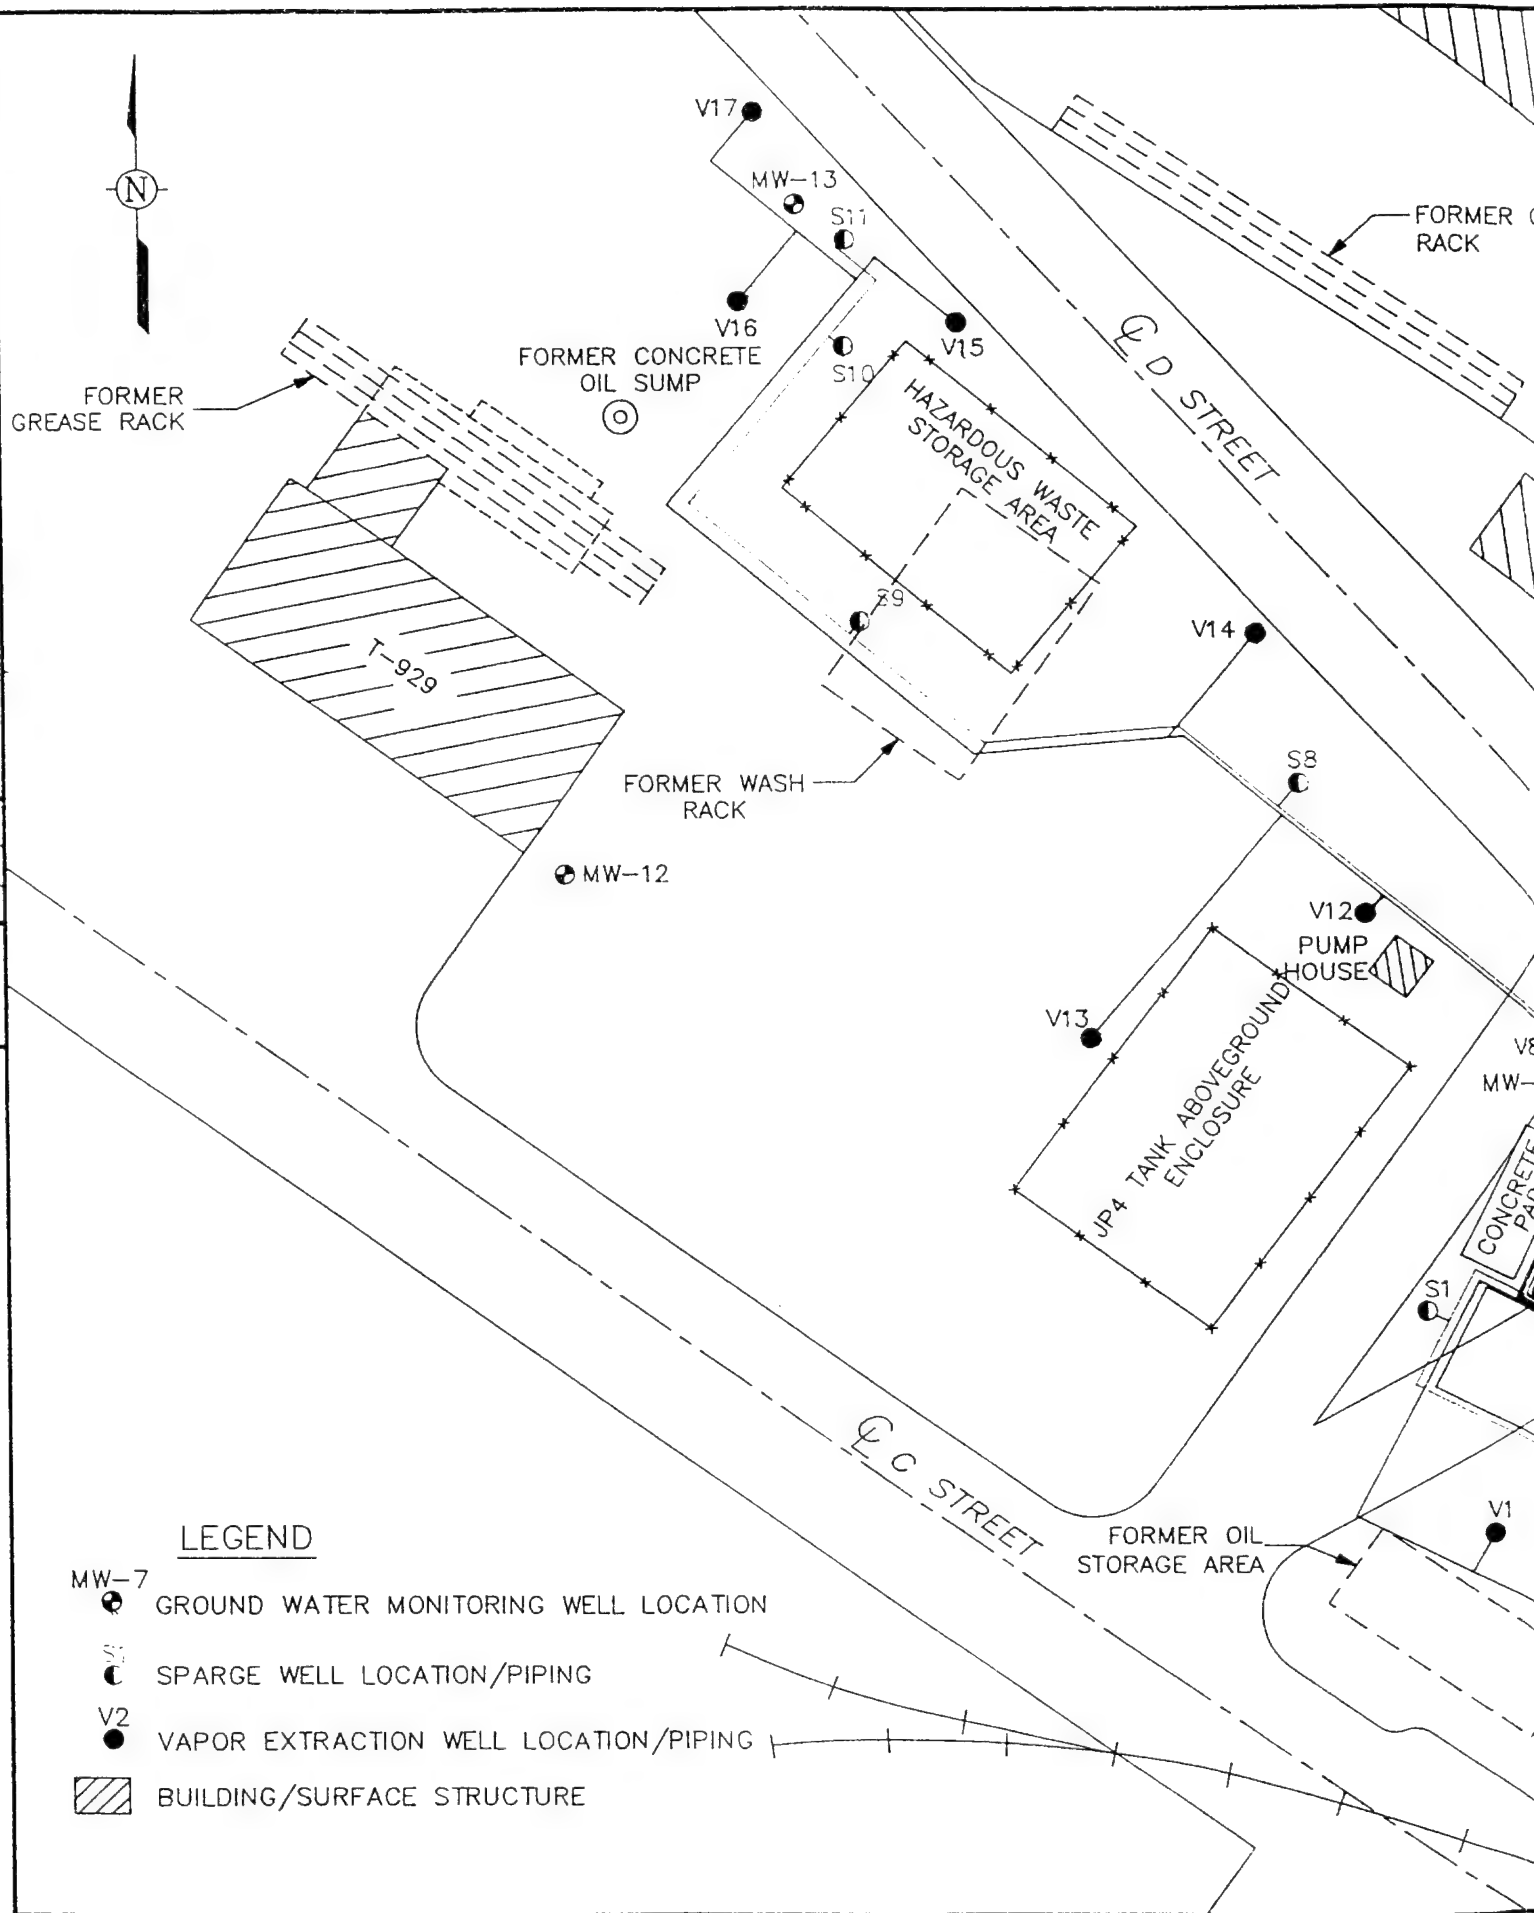 V17
N
MW-13
S11
FORMER
RACK
V16
V15
S10
FORMER CONCRETE
OIL SUMP
FORMER
GREASE RACK
℄ D STREET
HAZARDOUS WASTE
STORAGE AREA
S9
V14
T-929
S8
FORMER WASH
RACK
MW-12
V12
PUMP
HOUSE
V13
JP4 TANK ABOVEGROUND
ENCLOSURE
MW-
CONCRETE
S1
℄ C STREET
V1
FORMER OIL
STORAGE AREA
LEGEND
MW-7
GROUND WATER MONITORING WELL LOCATION
SPARGE WELL LOCATION/PIPING
V2
VAPOR EXTRACTION WELL LOCATION/PIPING
BUILDING/SURFACE STRUCTURE